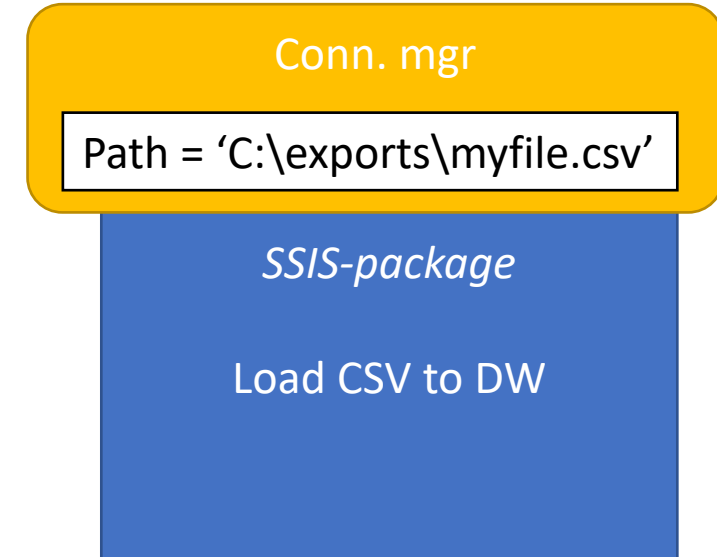 Conn. mgr
Path = ‘C:\exports\myfile.csv’
SSIS-package
Load CSV to DW